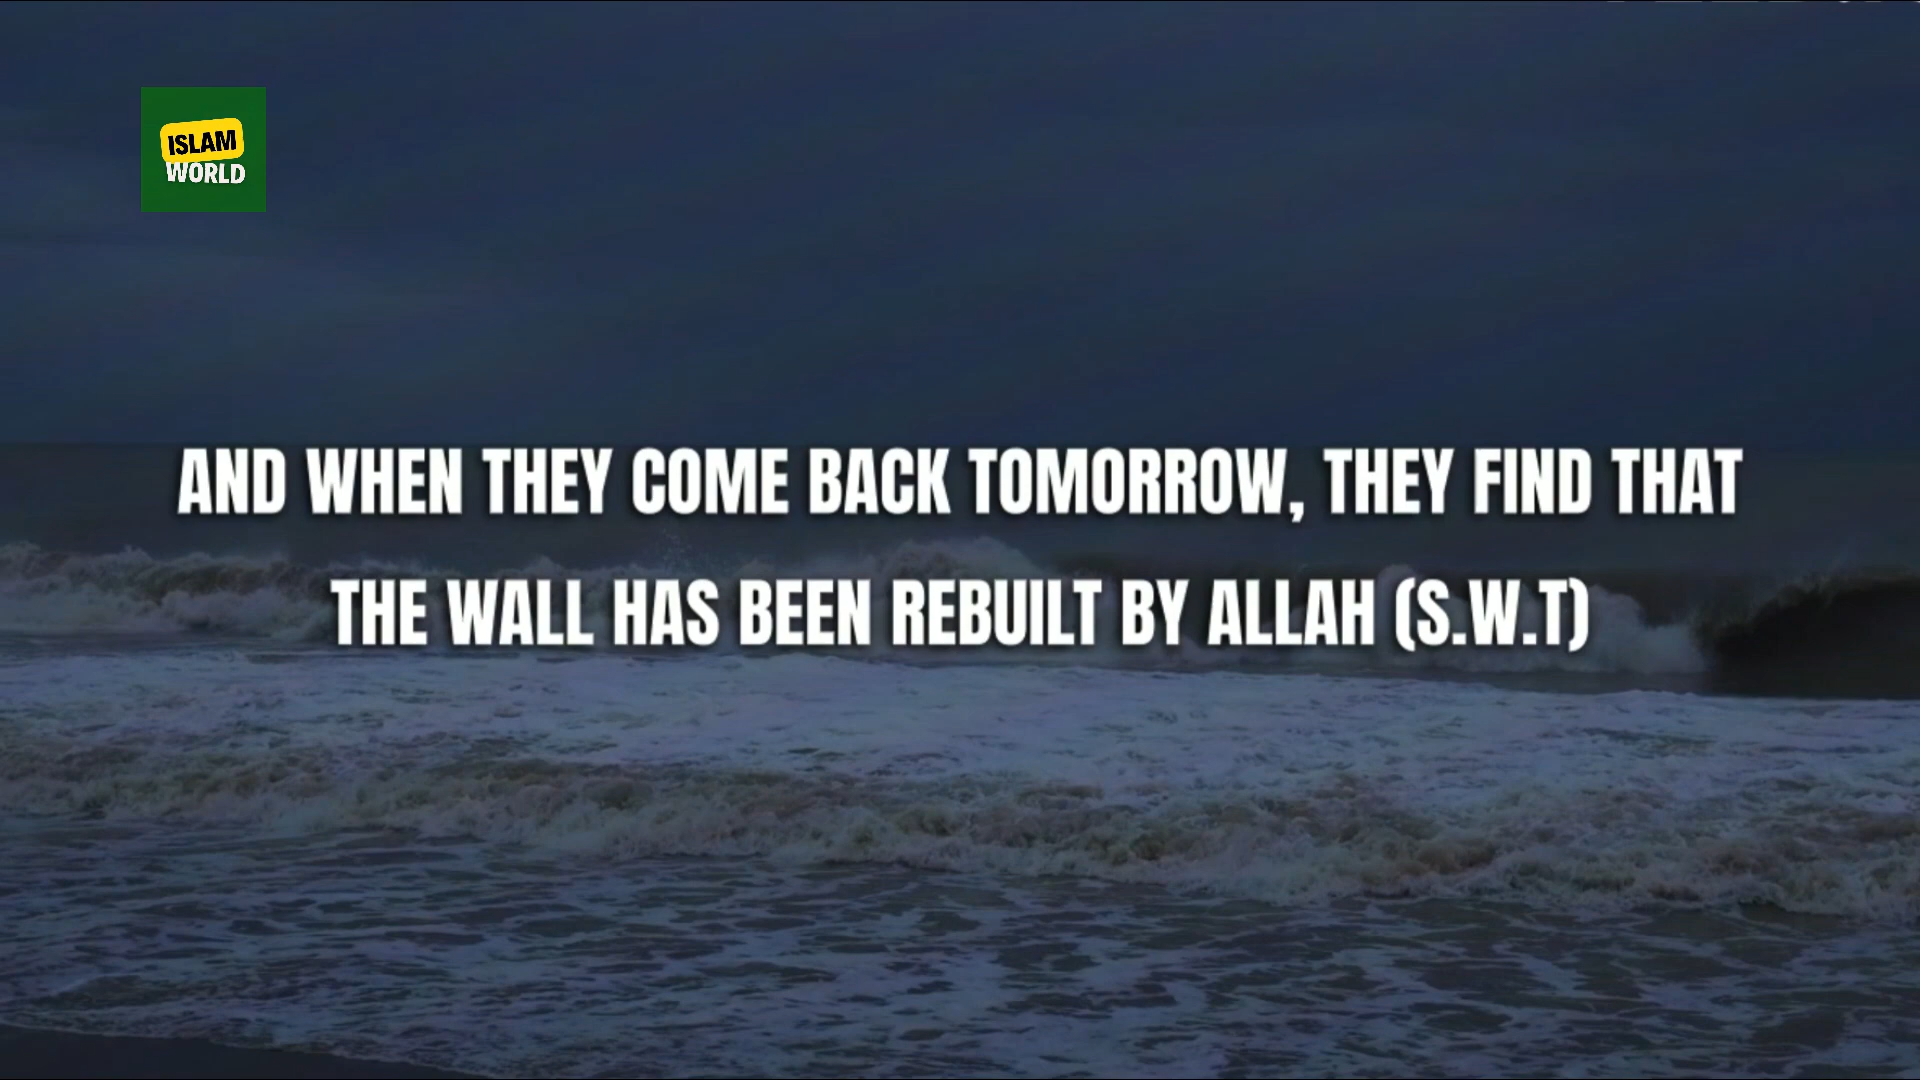 ISLAM
WORLD
AND WHEN THEY COME BACK TOMORROW, THEY FIND THAT
THE WALL HAS BEEN REBUILT BY ALLAH (S.W.T)